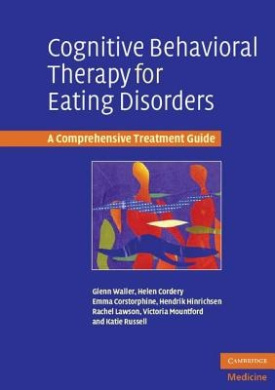 Cognitive Behavioral
Therapy for
Eating Disorders
A Comprehensive Treatment Guide
Glenn Waller, Helen Cordery
Emma Corstorphine, Hendrik Hinrichsen
Rachel Lawson, Victoria Mountford
and Katie Russell
CAMBRIDGE
Medicine